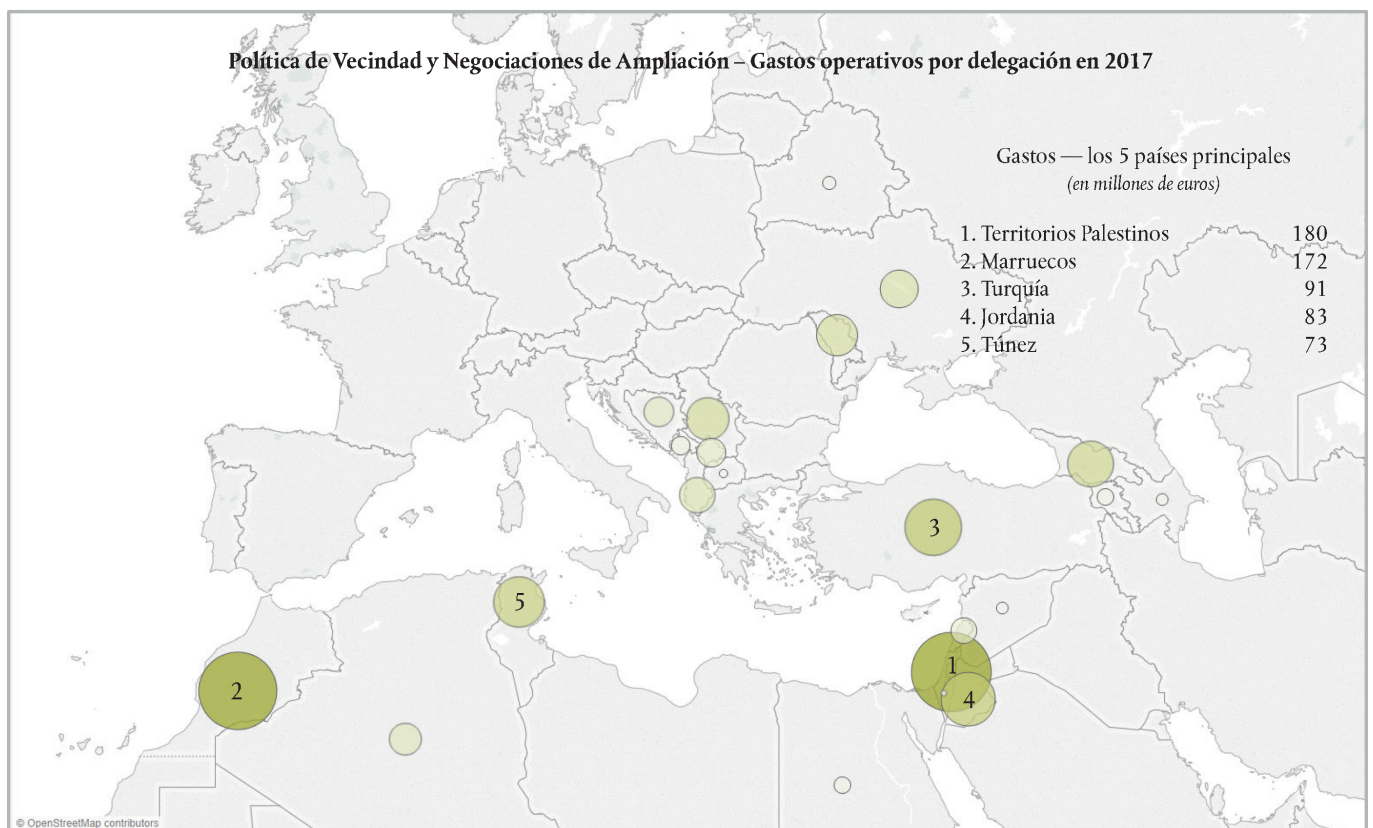 Política de Vecindad y Negociaciones de Ampliación – Gastos operativos por delegación en 2017
Gastos — los 5 países principales
(en millones de euros)
1. Territorios Palestinos 180
2. Marruecos 172
3. Turquía 91
4. Jordania 83
5. Túnez 73
3
5
1
2
4
© OpenStreetMap contributors